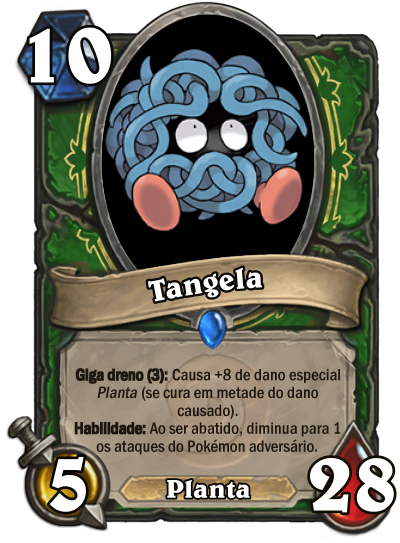 10
Tangela
Giga dreno (3): Causa +8 de dano especial
Planta (se cura em metade do dano
causado).
Habilidade: Ao ser abatido, diminua para 1
os ataques do Pokémon adversário.
5
Planta
28